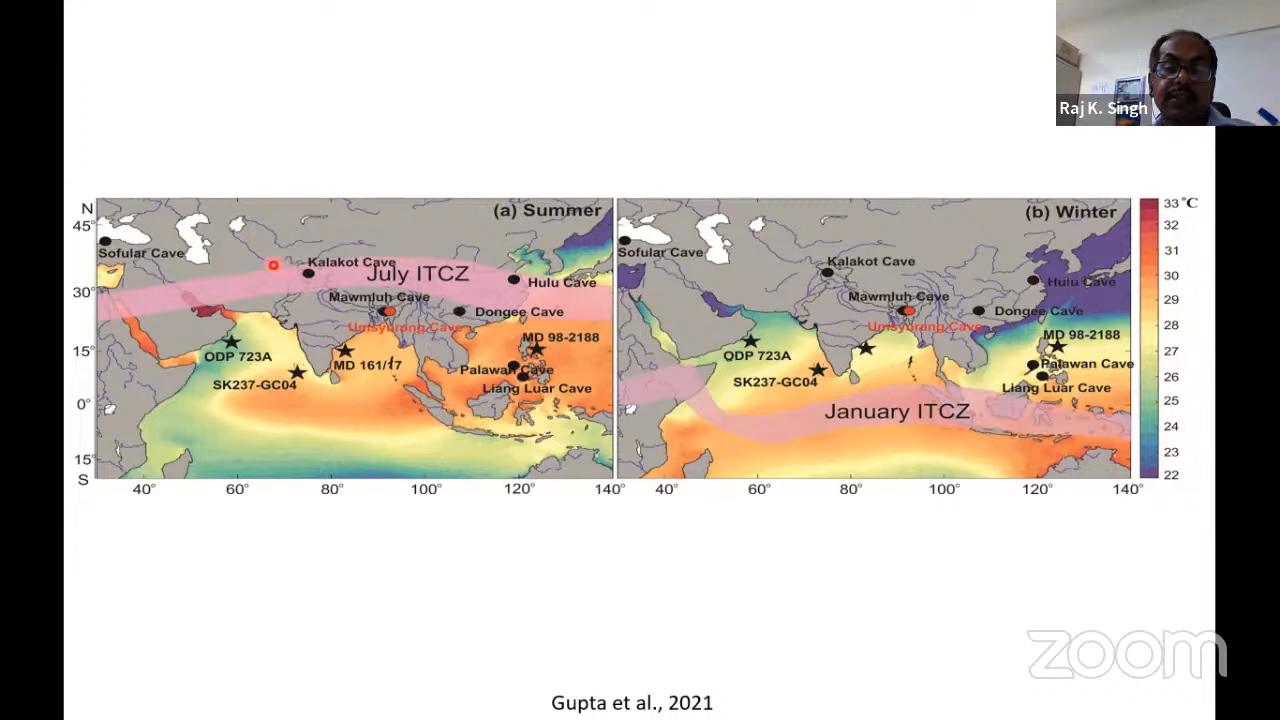 Raj K. Singh
N
45°
30°
15°
0°
15°
S
(a) Summer
Sofular Cave
Kalakot Cave
July ITCZ
Hulu Cave
Mawmluh Cave
Dongee Cave
Umsynrang Cave
MD 98-2188
ODP 723A
MD 161/17
Palawan Cave
SK237-GC04
Liang Luar Cave
40° 60° 80° 100° 120° 140°
(b) Winter
Sofular Cave
Kalakot Cave
Hulu Cave
Mawmluh Cave
Dongee Cave
Umsynrang Cave
MD 98-2188
ODP 723A
Palawan Cave
SK237-GC04
Liang Luar Cave
January ITCZ
40° 60° 80° 100° 120° 140°
33 °C
32
31
30
29
28
27
26
25
24
23
22
zoom
Gupta et al., 2021